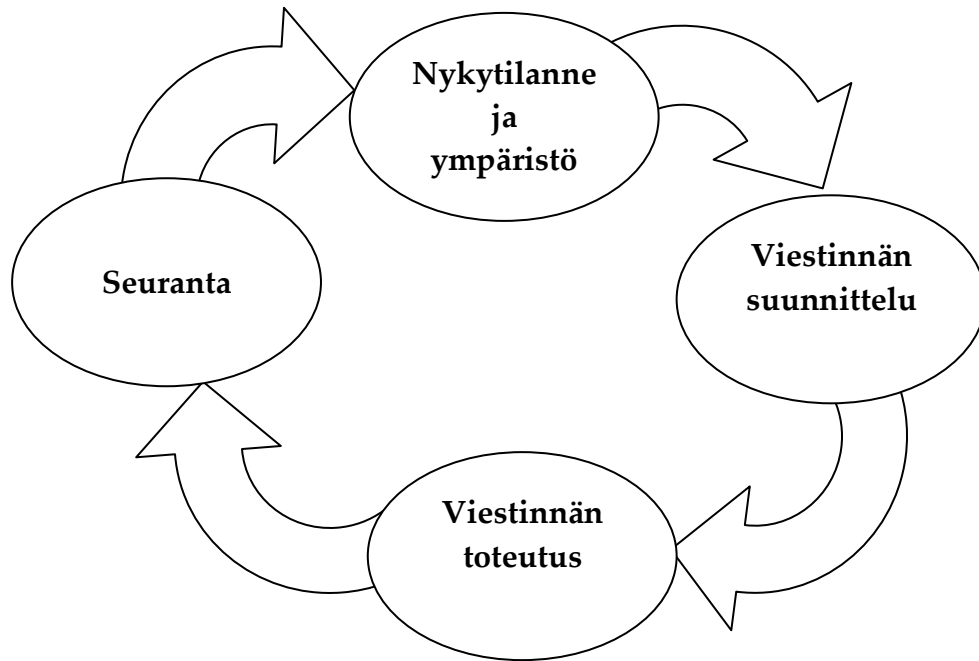 Nykytilanne
ja
ympäristö
Viestinnän
suunnittelu
Viestinnän
toteutus
Seuranta